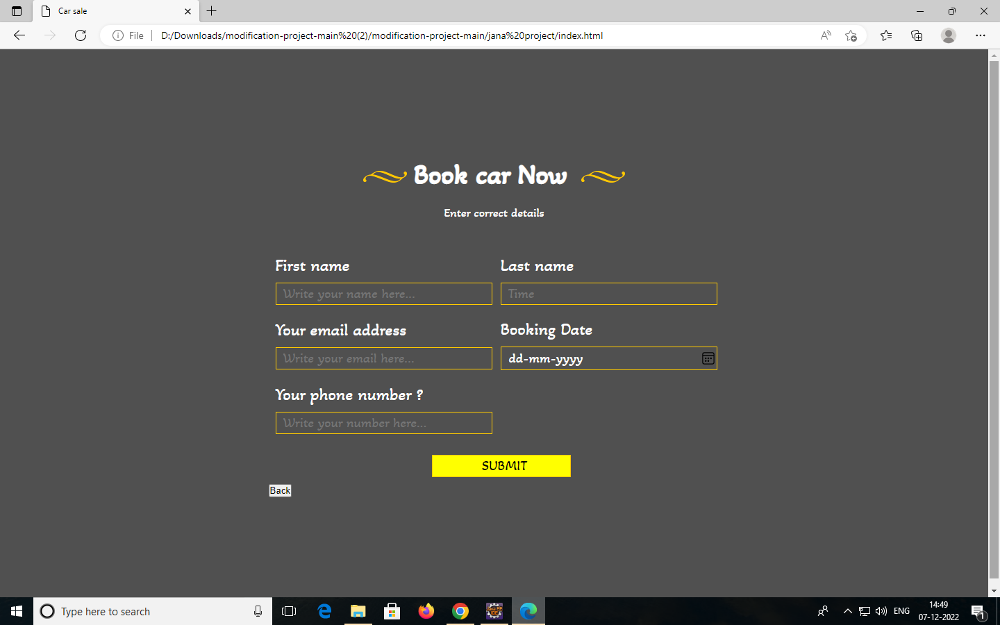 Car sale
File
D:/Downloads/modification-project-main%20(2)/modification-project-main/jana%20project/index.html
Book car Now
Enter correct details
First name
Last name
Write your name here...
Time
Your email address
Booking Date
Write your email here...
dd-mm-yyyy
Your phone number ?
Write your number here...
SUBMIT
Back
Type here to search
ENG
14:49
07-12-2022
1